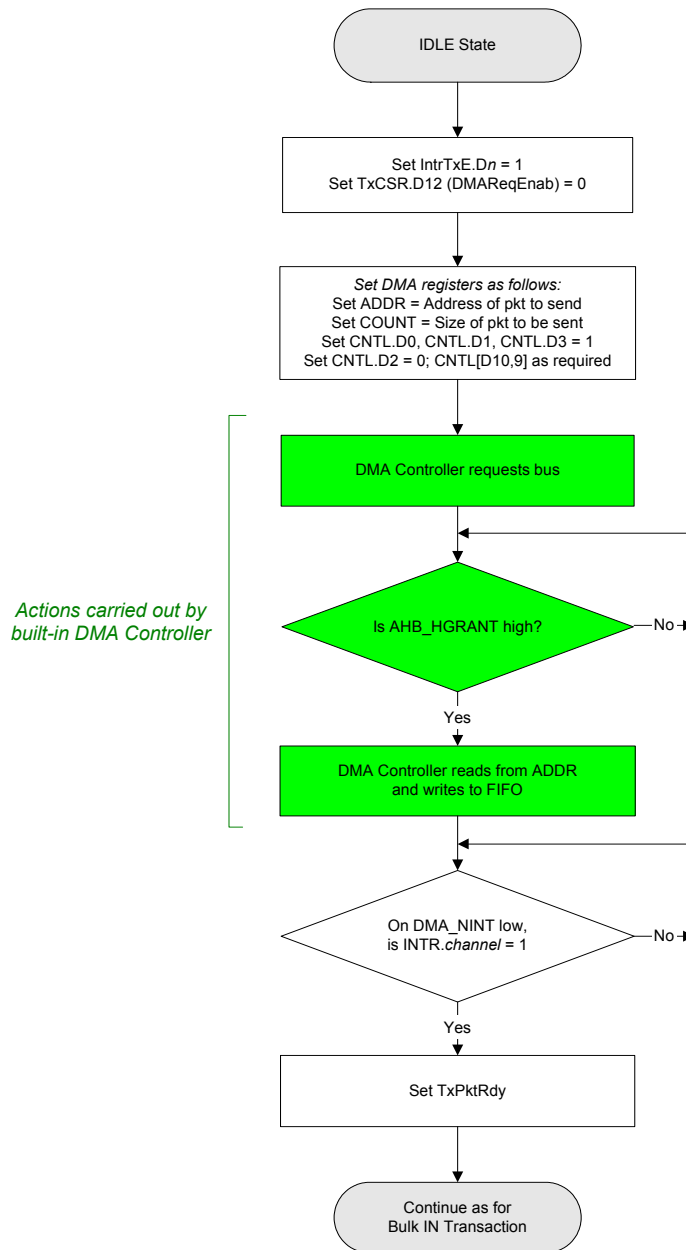 IDLE State
Set IntrTxE.Dn = 1
Set TxCSR.D12 (DMAReqEnab) = 0
Set DMA registers as follows:
Set ADDR = Address of pkt to send
Set COUNT = Size of pkt to be sent
Set CNTL.D0, CNTL.D1, CNTL.D3 = 1
Set CNTL.D2 = 0; CNTL[D10,9] as required
DMA Controller requests bus
Actions carried out by
built-in DMA Controller
Is AHB_HGRANT high?
No
Yes
DMA Controller reads from ADDR
and writes to FIFO
On DMA_NINT low,
is INTR.channel = 1
No
Yes
Set TxPktRdy
Continue as for
Bulk IN Transaction